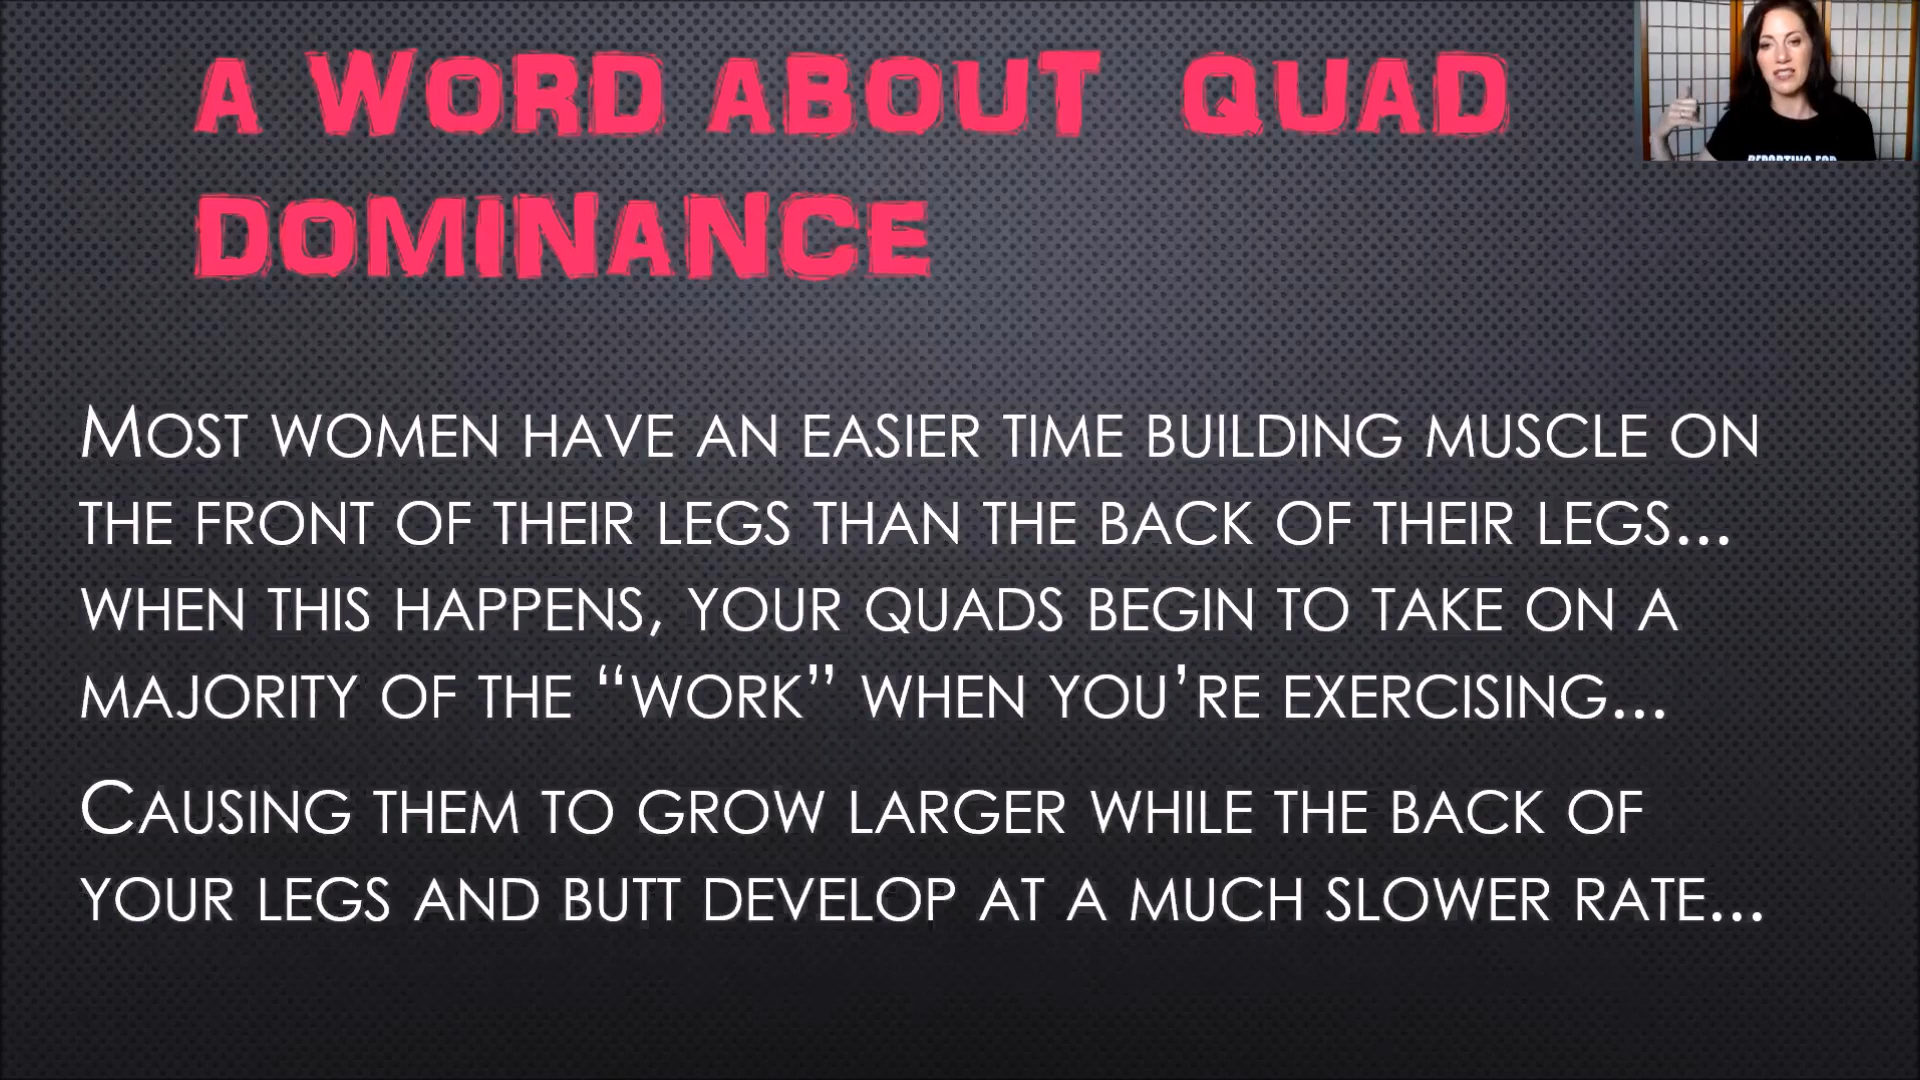 A WORD ABOUT QUAD
DOMINANCE
MOST WOMEN HAVE AN EASIER TIME BUILDING MUSCLE ON
THE FRONT OF THEIR LEGS THAN THE BACK OF THEIR LEGS...
WHEN THIS HAPPENS, YOUR QUADS BEGIN TO TAKE ON A
MAJORITY OF THE “WORK” WHEN YOU’RE EXERCISING...
CAUSING THEM TO GROW LARGER WHILE THE BACK OF
YOUR LEGS AND BUTT DEVELOP AT A MUCH SLOWER RATE...
REPORTING FOR